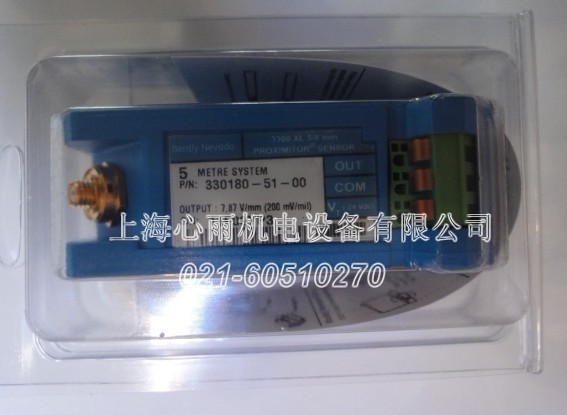 Bently Nevada
3300 XL 5/8 mm
PROXIMITOR® SENSOR
5 METRE SYSTEM
P/N: 330180-51-00
OUTPUT: 7.87 V/mm (200 mV/mil)
OUT
COM
上海心雨机电设备有限公司
021-60510270